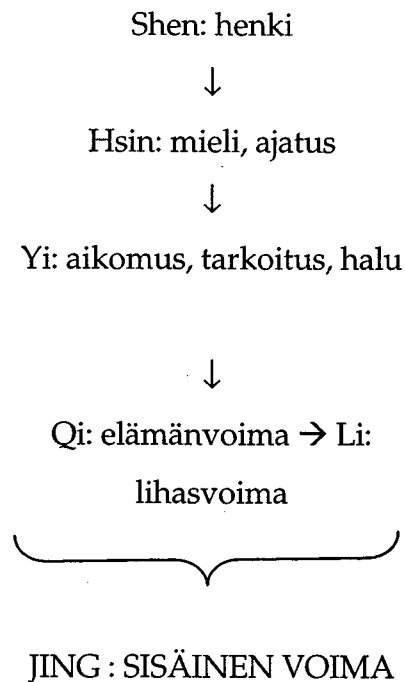 Shen: henki
↓
Hsin: mieli, ajatus
↓
Yi: aikomus, tarkoitus, halu
↓
Qi: elämänvoima → Li:
lihasvoima
JING : SISÄINEN VOIMA